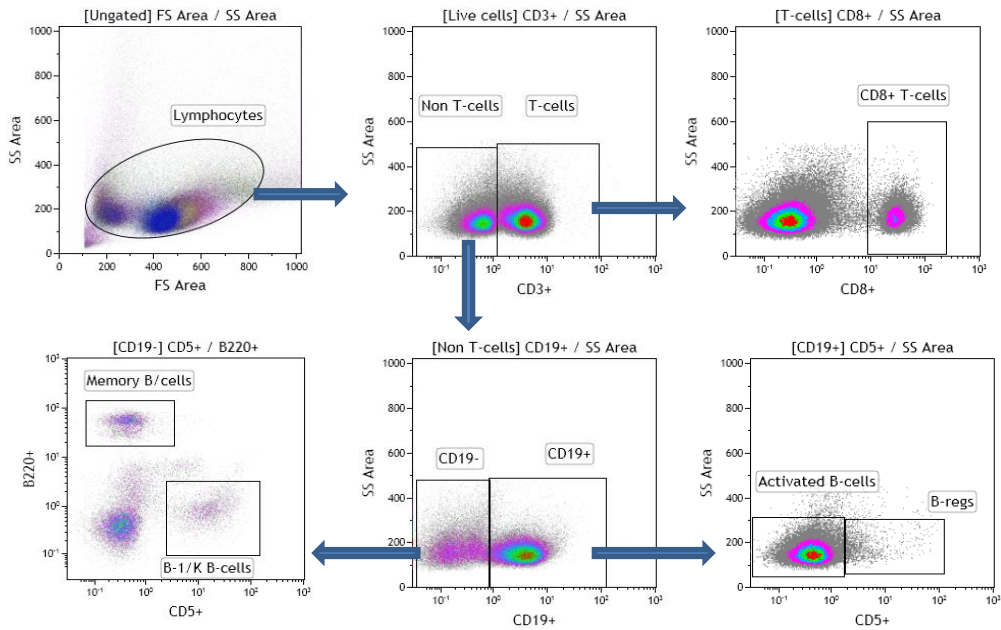 [Ungated] FS Area / SS Area
1000
800
600
400
200
0
SS Area
Lymphocytes
0 200 400 600 800 1000
FS Area
[Live cells] CD3+ / SS Area
1000
800
600
400
200
0
SS Area
Non T-cells
T-cells
10⁻¹ 10⁰ 10¹ 10² 10³
CD3+
[T-cells] CD8+ / SS Area
1000
800
600
400
200
0
SS Area
CD8+ T-cells
10⁻¹ 10⁰ 10¹ 10² 10³
CD8+
[CD19-] CD5+ / B220+
10³
10²
10¹
10⁰
10⁻¹
B220+
Memory B/cells
B-1/K B-cells
10⁻¹ 10⁰ 10¹ 10² 10³
CD5+
[Non T-cells] CD19+ / SS Area
1000
800
600
400
200
0
SS Area
CD19-
CD19+
10⁻¹ 10⁰ 10¹ 10² 10³
CD19+
[CD19+] CD5+ / SS Area
1000
800
600
400
200
0
SS Area
Activated B-cells
B-regs
10⁻¹ 10⁰ 10¹ 10² 10³
CD5+